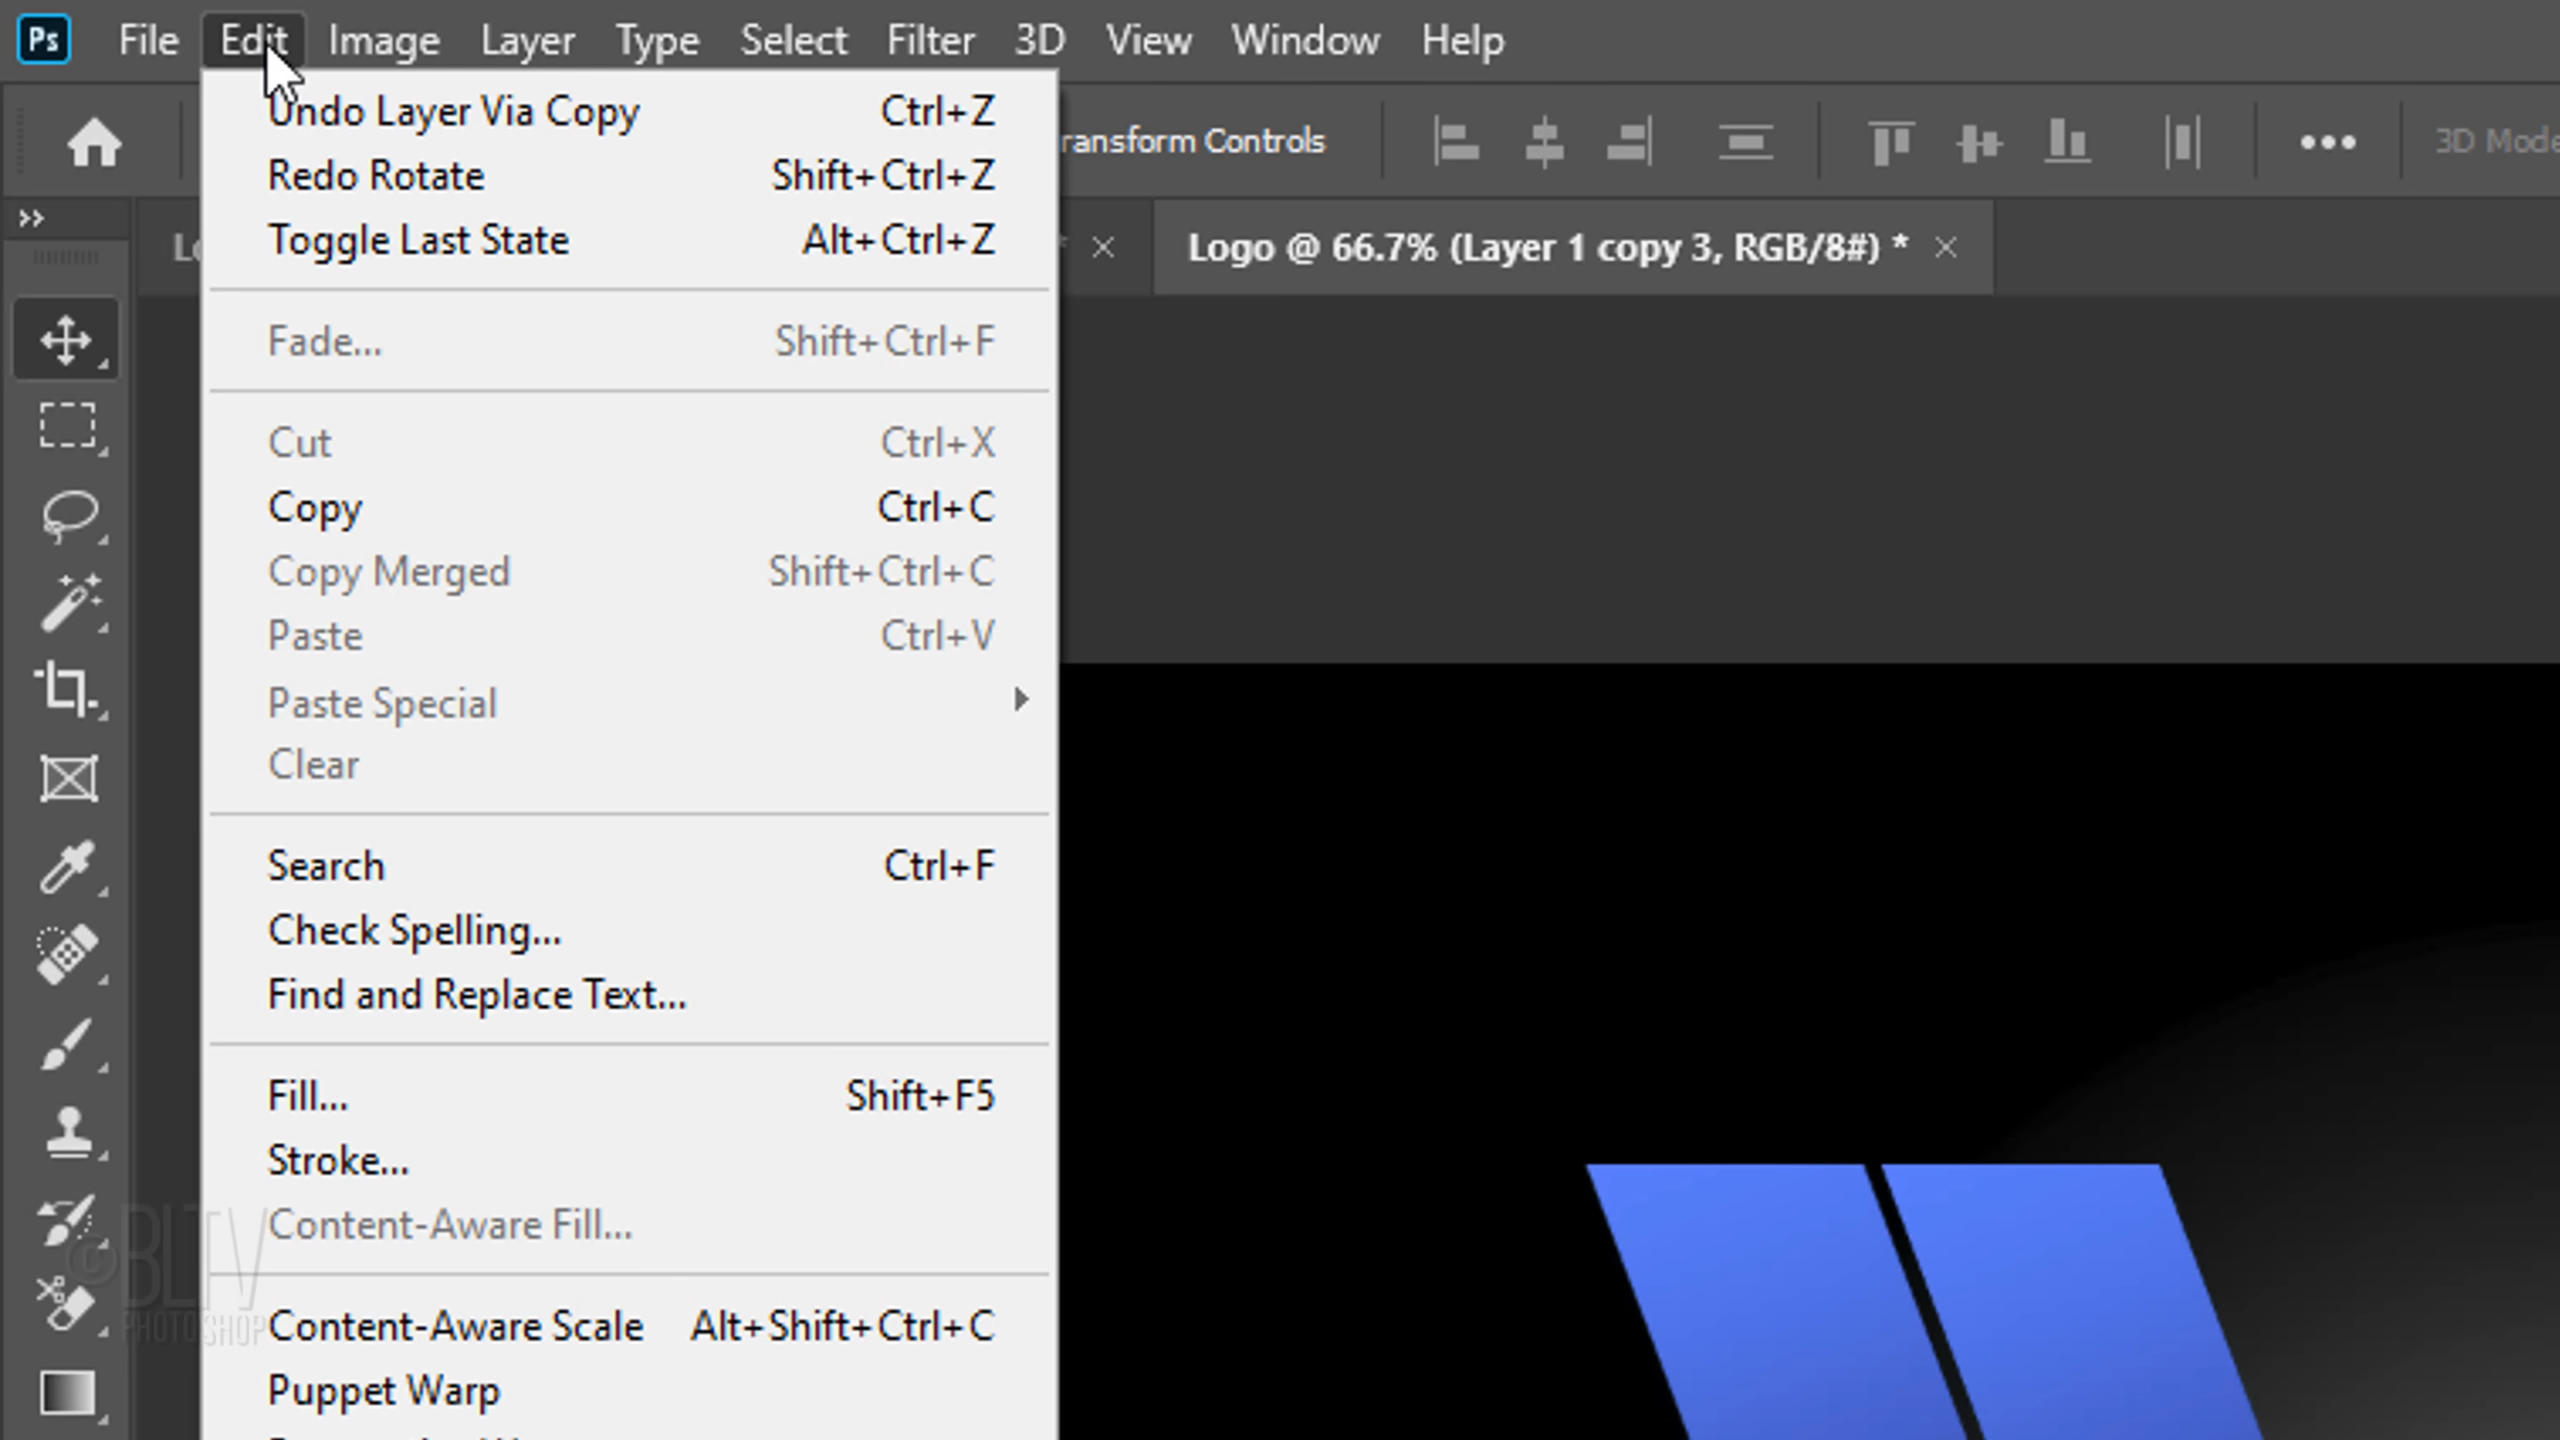 Ps File Edit Image Layer Type Select Filter 3D View Window Help
Undo Layer Via Copy Ctrl+Z
Redo Rotate Shift+Ctrl+Z
Toggle Last State Alt+Ctrl+Z
Fade... Shift+Ctrl+F
Cut Ctrl+X
Copy Ctrl+C
Copy Merged Shift+Ctrl+C
Paste Ctrl+V
Paste Special
Clear
Search Ctrl+F
Check Spelling...
Find and Replace Text...
Fill... Shift+F5
Stroke...
Content-Aware Fill...
Content-Aware Scale Alt+Shift+Ctrl+C
Puppet Warp
ransform Controls
3D Mode
Logo @ 66.7% (Layer 1 copy 3, RGB/8#) *
©BLTV
PHOTOSHOP